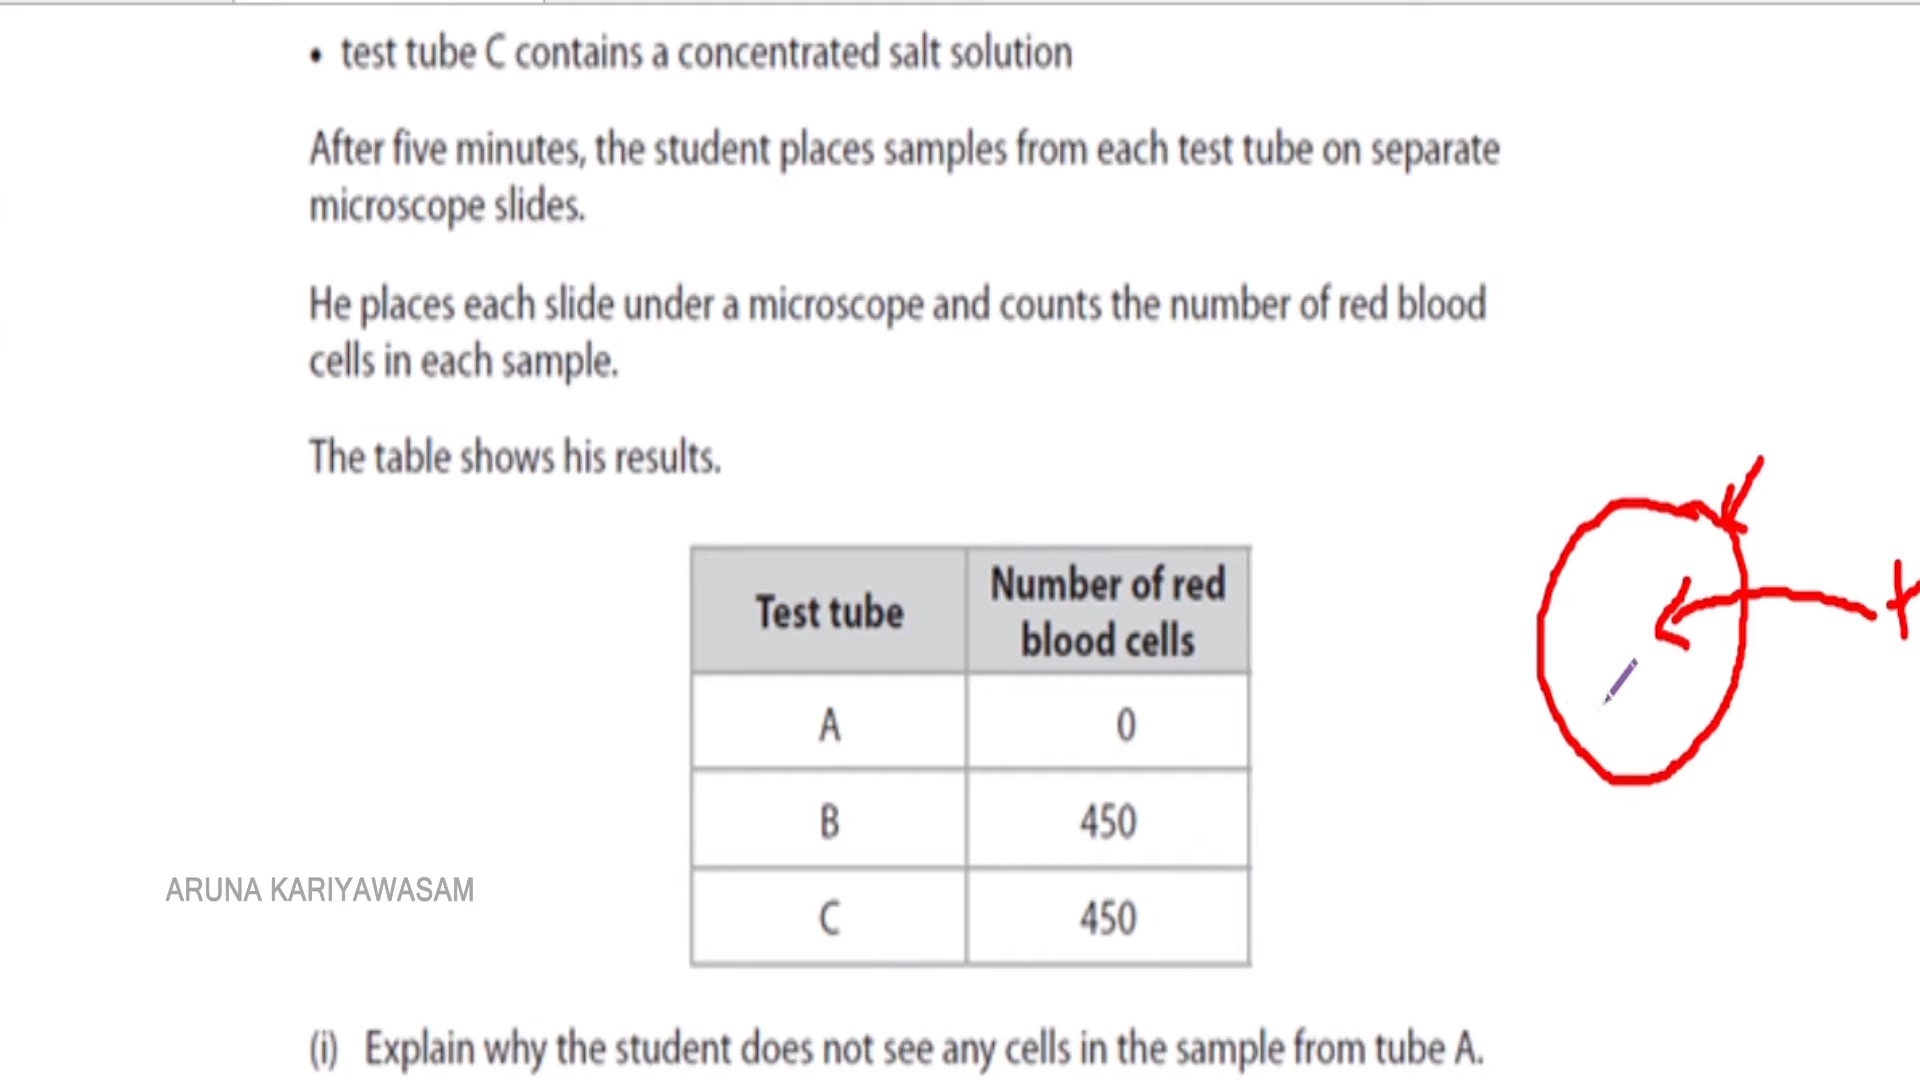 • test tube C contains a concentrated salt solution
After five minutes, the student places samples from each test tube on separate
microscope slides.
He places each slide under a microscope and counts the number of red blood
cells in each sample.
The table shows his results.
Test tube
Number of red
blood cells
A 0
B 450
C 450
ARUNA KARIYAWASAM
(i) Explain why the student does not see any cells in the sample from tube A.